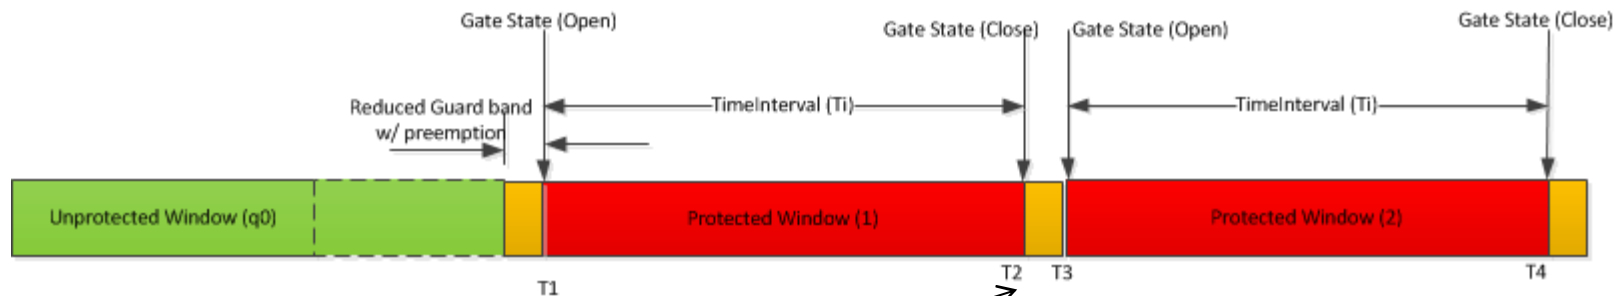 Gate State (Open)
Gate State (Close)
Gate State (Open)
Gate State (Close)
Reduced Guard band
w/ preemption
TimeInterval (Ti)
TimeInterval (Ti)
Unprotected Window (q0)
Protected Window (1)
Protected Window (2)
T1
T2
T3
T4